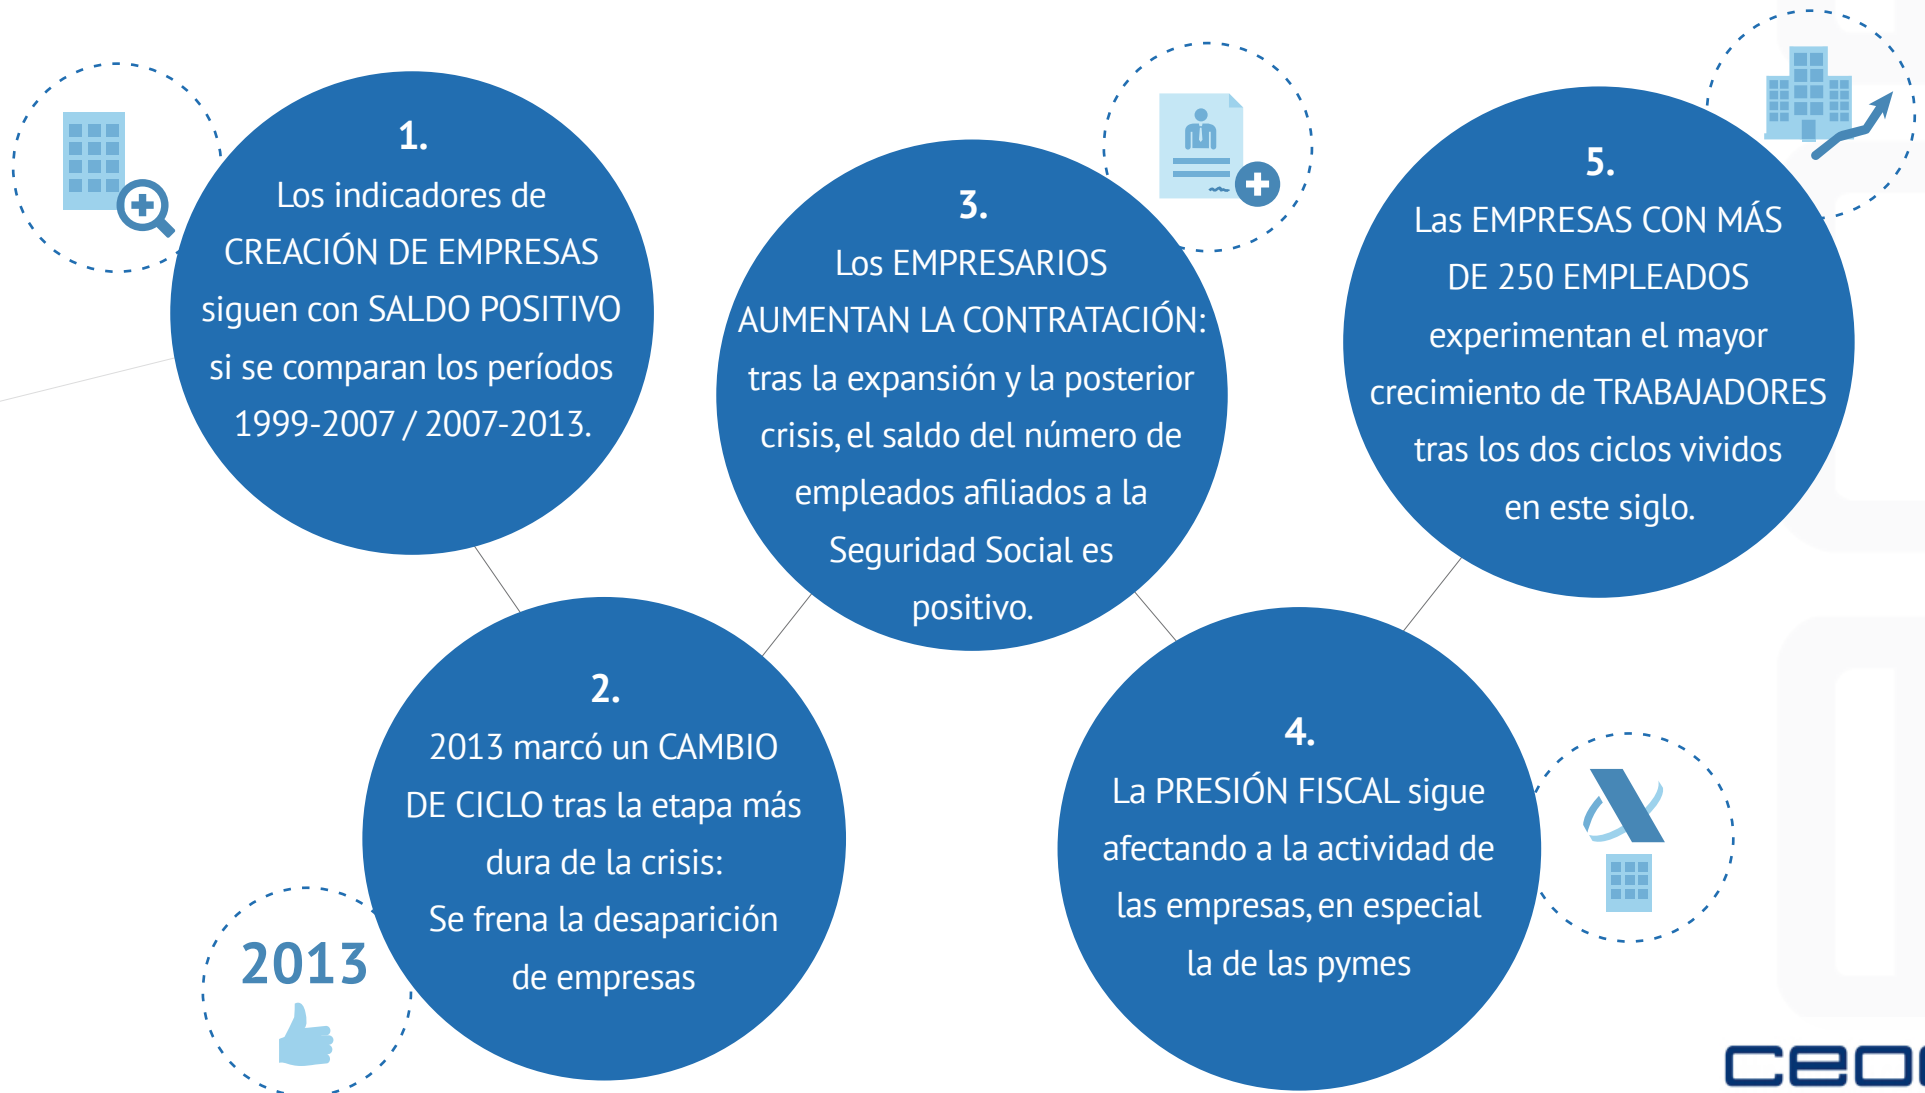 1.
Los indicadores de
CREACIÓN DE EMPRESAS
siguen con SALDO POSITIVO
si se comparan los períodos
1999-2007 / 2007-2013.
2.
2013 marcó un CAMBIO
DE CICLO tras la etapa más
dura de la crisis:
Se frena la desaparición
de empresas
2013
3.
Los EMPRESARIOS
AUMENTAN LA CONTRATACIÓN:
tras la expansión y la posterior
crisis, el saldo del número de
empleados afiliados a la
Seguridad Social es
positivo.
4.
La PRESIÓN FISCAL sigue
afectando a la actividad de
las empresas, en especial
la de las pymes
5.
Las EMPRESAS CON MÁS
DE 250 EMPLEADOS
experimentan el mayor
crecimiento de TRABAJADORES
tras los dos ciclos vividos
en este siglo.